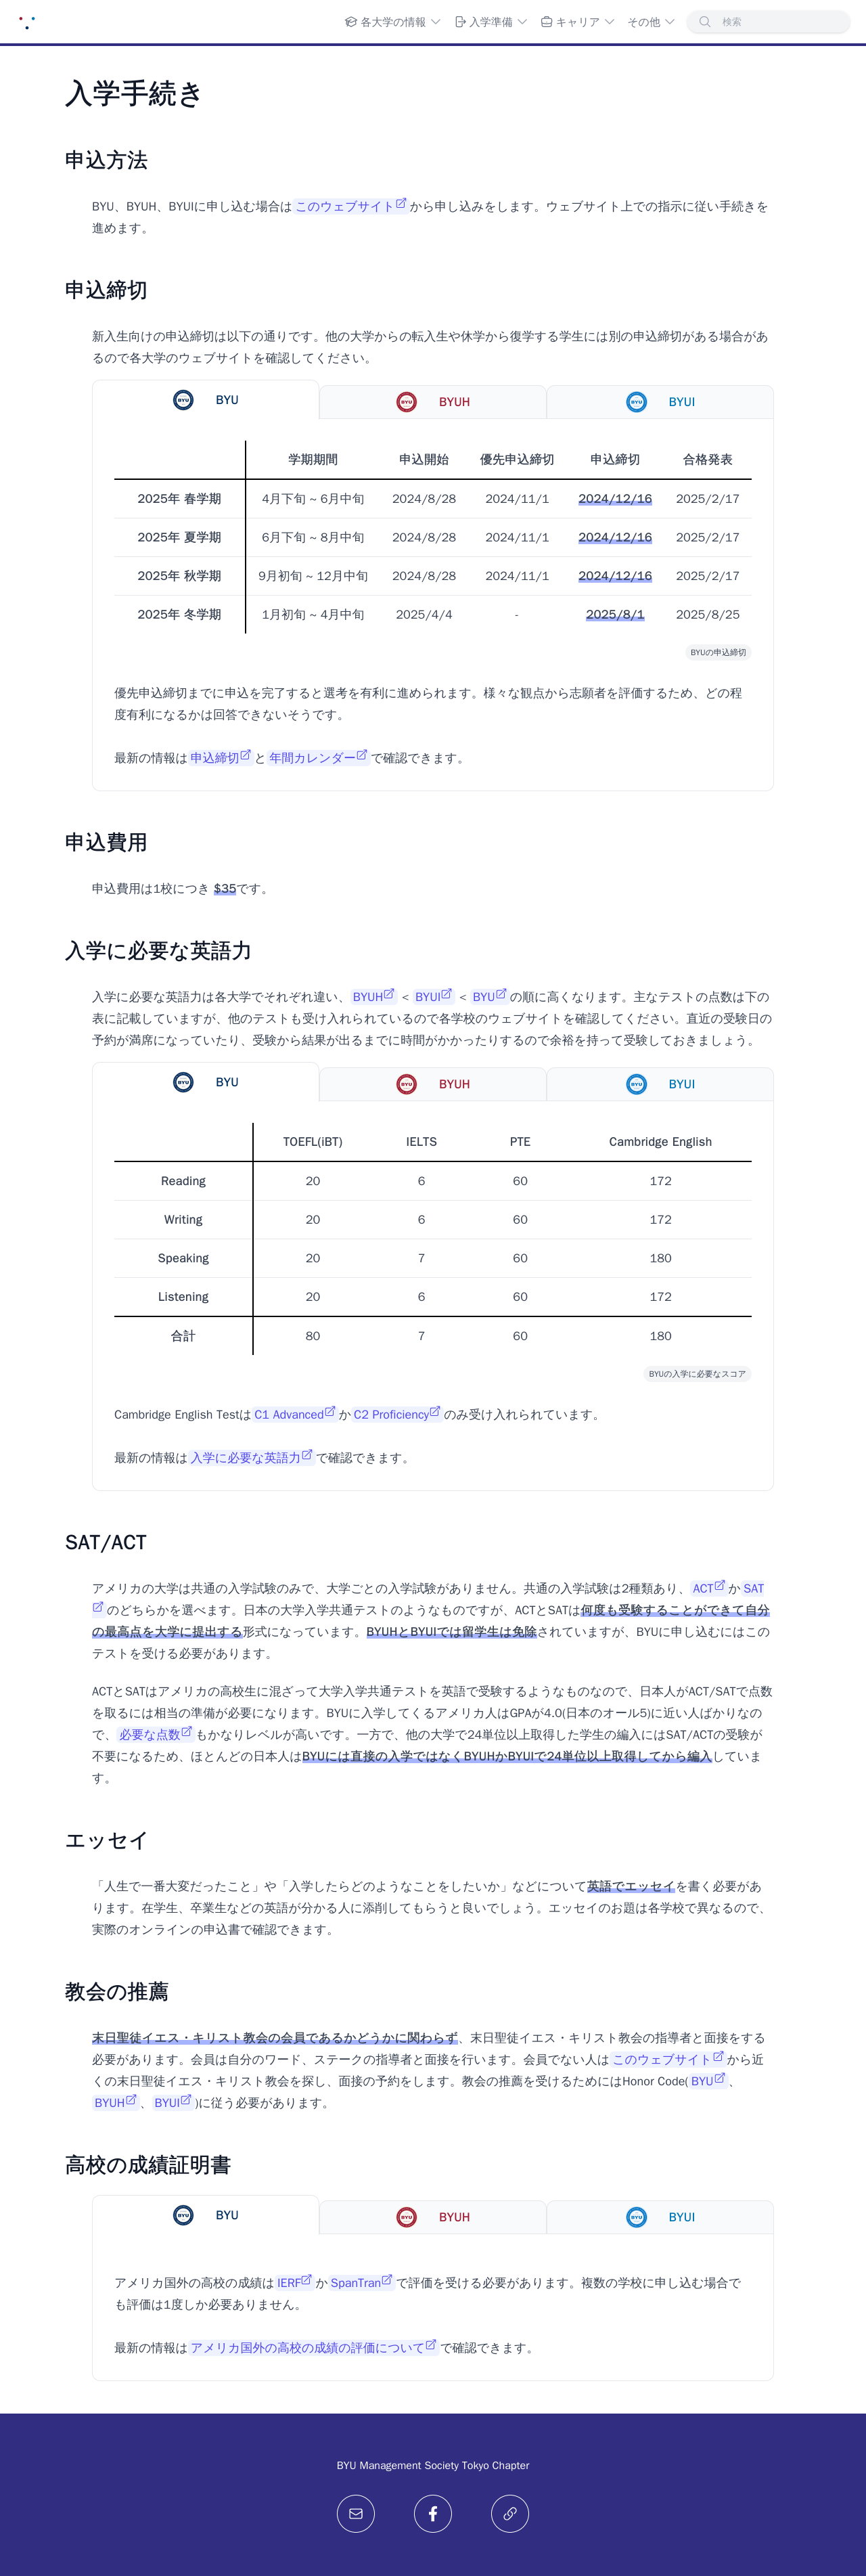 各大学の情報 入学準備 キャリア その他 検索
入学手続き
申込方法
BYU、BYUH、BYUIに申し込む場合はこのウェブサイトから申し込みをします。ウェブサイト上での指示に従い手続きを
進めます。
申込締切
新入生向けの申込締切は以下の通りです。他の大学からの転入生や休学から復学する学生には別の申込締切がある場合があ
るので各大学のウェブサイトを確認してください。
BYU BYUH BYUI
学期期間 申込開始 優先申込締切 申込締切 合格発表
2025年 春学期 4月下旬 ~ 6月中旬 2024/8/28 2024/11/1 2024/12/16 2025/2/17
2025年 夏学期 6月下旬 ~ 8月中旬 2024/8/28 2024/11/1 2024/12/16 2025/2/17
2025年 秋学期 9月初旬 ~ 12月中旬 2024/8/28 2024/11/1 2024/12/16 2025/2/17
2025年 冬学期 1月初旬 ~ 4月中旬 2025/4/4 - 2025/8/1 2025/8/25
BYUの申込締切
優先申込締切までに申込を完了すると選考を有利に進められます。様々な観点から志願者を評価するため、どの程
度有利になるかは回答できないそうです。
最新の情報は申込締切と年間カレンダーで確認できます。
申込費用
申込費用は1校につき $35です。
入学に必要な英語力
入学に必要な英語力は各大学でそれぞれ違い、BYUH < BYUI < BYUの順に高くなります。主なテストの点数は下の
表に記載していますが、他のテストも受け入れられているので各学校のウェブサイトを確認してください。直近の受験日の
予約が満席になっていたり、受験から結果が出るまでに時間がかかったりするので余裕を持って受験しておきましょう。
BYU BYUH BYUI
TOEFL(iBT) IELTS PTE Cambridge English
Reading 20 6 60 172
Writing 20 6 60 172
Speaking 20 7 60 180
Listening 20 6 60 172
合計 80 7 60 180
BYUの入学に必要なスコア
Cambridge English TestはC1 AdvancedかC2 Proficiencyのみ受け入れられています。
最新の情報は入学に必要な英語力で確認できます。
SAT/ACT
アメリカの大学は共通の入学試験のみで、大学ごとの入学試験がありません。共通の入学試験は2種類あり、ACTかSAT
のどちらかを選べます。日本の大学入学共通テストのようなものですが、ACTとSATは何度も受験することができて自分
の最高点を大学に提出する形式になっています。BYUHとBYUIでは留学生は免除されていますが、BYUに申し込むにはこの
テストを受ける必要があります。
ACTとSATはアメリカの高校生に混ざって大学入学共通テストを英語で受験するようなものなので、日本人がACT/SATで点数
を取るには相当の準備が必要になります。BYUに入学してくるアメリカ人はGPAが4.0(日本のオール5)に近い人ばかりなの
で、必要な点数もかなりレベルが高いです。一方で、他の大学で24単位以上取得した学生の編入にはSAT/ACTの受験が
不要になるため、ほとんどの日本人はBYUには直接の入学ではなくBYUHかBYUIで24単位以上取得してから編入していま
す。
エッセイ
「人生で一番大変だったこと」や「入学したらどのようなことをしたいか」などについて英語でエッセイを書く必要があ
ります。在学生、卒業生などの英語が分かる人に添削してもらうと良いでしょう。エッセイのお題は各学校で異なるので、
実際のオンラインの申込書で確認できます。
教会の推薦
末日聖徒イエス・キリスト教会の会員であるかどうかに関わらず、末日聖徒イエス・キリスト教会の指導者と面接をする
必要があります。会員は自分のワード、ステークの指導者と面接を行います。会員でない人はこのウェブサイトから近
くの末日聖徒イエス・キリスト教会を探し、面接の予約をします。教会の推薦を受けるためにはHonor Code(BYU、
BYUH、BYUI)に従う必要があります。
高校の成績証明書
BYU BYUH BYUI
アメリカ国外の高校の成績はIERFかSpanTranで評価を受ける必要があります。複数の学校に申し込む場合で
も評価は1度しか必要ありません。
最新の情報はアメリカ国外の高校の成績の評価についてで確認できます。
BYU Management Society Tokyo Chapter